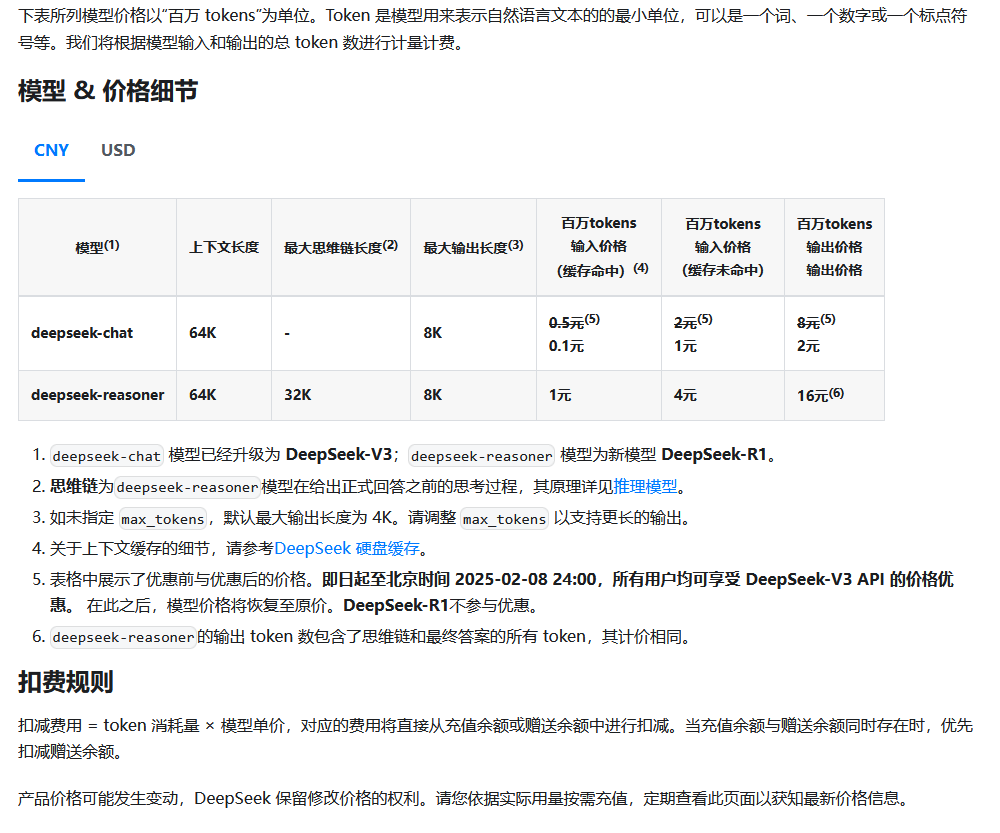 下表所列模型价格以“百万 tokens”为单位。Token 是模型用来表示自然语言文本的的最小单位，可以是一个词、一个数字或一个标点符
号等。我们将根据模型输入和输出的总 token 数进行计量计费。
模型 & 价格细节
CNY USD
模型(1) 上下文长度 最大思维链长度(2) 最大输出长度(3) 百万tokens 输入价格 （缓存命中）(4) 百万tokens 输入价格 （缓存未命中） 百万tokens 输出价格 输出价格
deepseek-chat 64K - 8K 0.5元(5) 0.1元 2元(5) 1元 8元(5) 2元
deepseek-reasoner 64K 32K 8K 1元 4元 16元(6)
1. deepseek-chat 模型已经升级为 DeepSeek-V3；deepseek-reasoner 模型为新模型 DeepSeek-R1。
2. 思维链为deepseek-reasoner模型在给出正式回答之前的思考过程，其原理详见推理模型。
3. 如未指定 max_tokens，默认最大输出长度为 4K。请调整 max_tokens 以支持更长的输出。
4. 关于上下文缓存的细节，请参考DeepSeek 硬盘缓存。
5. 表格中展示了优惠前与优惠后的价格。即日起至北京时间 2025-02-08 24:00，所有用户均可享受 DeepSeek-V3 API 的价格优
惠。 在此之后，模型价格将恢复至原价。DeepSeek-R1不参与优惠。
6. deepseek-reasoner的输出 token 数包含了思维链和最终答案的所有 token，其计价相同。
扣费规则
扣减费用 = token 消耗量 × 模型单价，对应的费用将直接从充值余额或赠送余额中进行扣减。当充值余额与赠送余额同时存在时，优先
扣减赠送余额。
产品价格可能发生变动，DeepSeek 保留修改价格的权利。请您依据实际用量按需充值，定期查看此页面以获知最新价格信息。